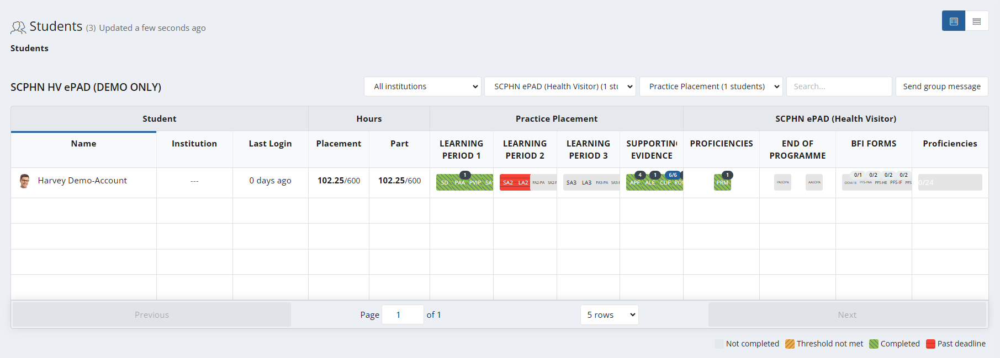 Students (3) Updated a few seconds ago
Students
SCPHN HV ePAD (DEMO ONLY)
All institutions
SCPHN ePAD (Health Visitor) (1 stu
Practice Placement (1 students)
Search...
Send group message
Student Hours Practice Placement SCPHN ePAD (Health Visitor)
Name Institution Last Login Placement Part LEARNING PERIOD 1 LEARNING PERIOD 2 LEARNING PERIOD 3 SUPPORTING EVIDENCE PROFICIENCIES END OF PROGRAMME BFI FORMS Proficiencies
1 4 1 6/6 1 0/1 0/2 0/2 0/2
Harvey Demo-Account --- 0 days ago 102.25/600 102.25/600 SD PAA PVIP SA1 SA2 LA2 FA2-PA SA2-F SA3 LA3 FA3-PA SA3-I APF ALE CUF PRM PAEOPA AAEOPA PFS-PAA PFS-HE PFS-IF PFS 0/24
Previous Page 1 of 1 5 rows Next
Not completed Threshold not met Completed Past deadline